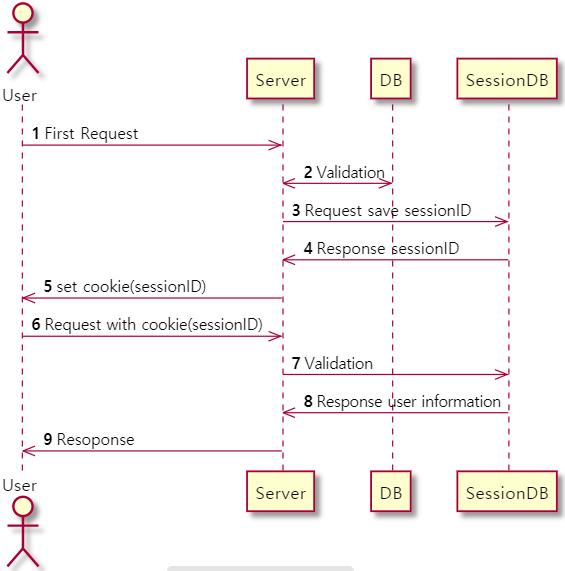 User
Server
DB
SessionDB
1 First Request
2 Validation
3 Request save sessionID
4 Response sessionID
5 set cookie(sessionID)
6 Request with cookie(sessionID)
7 Validation
8 Response user information
9 Resoponse
User
Server
DB
SessionDB